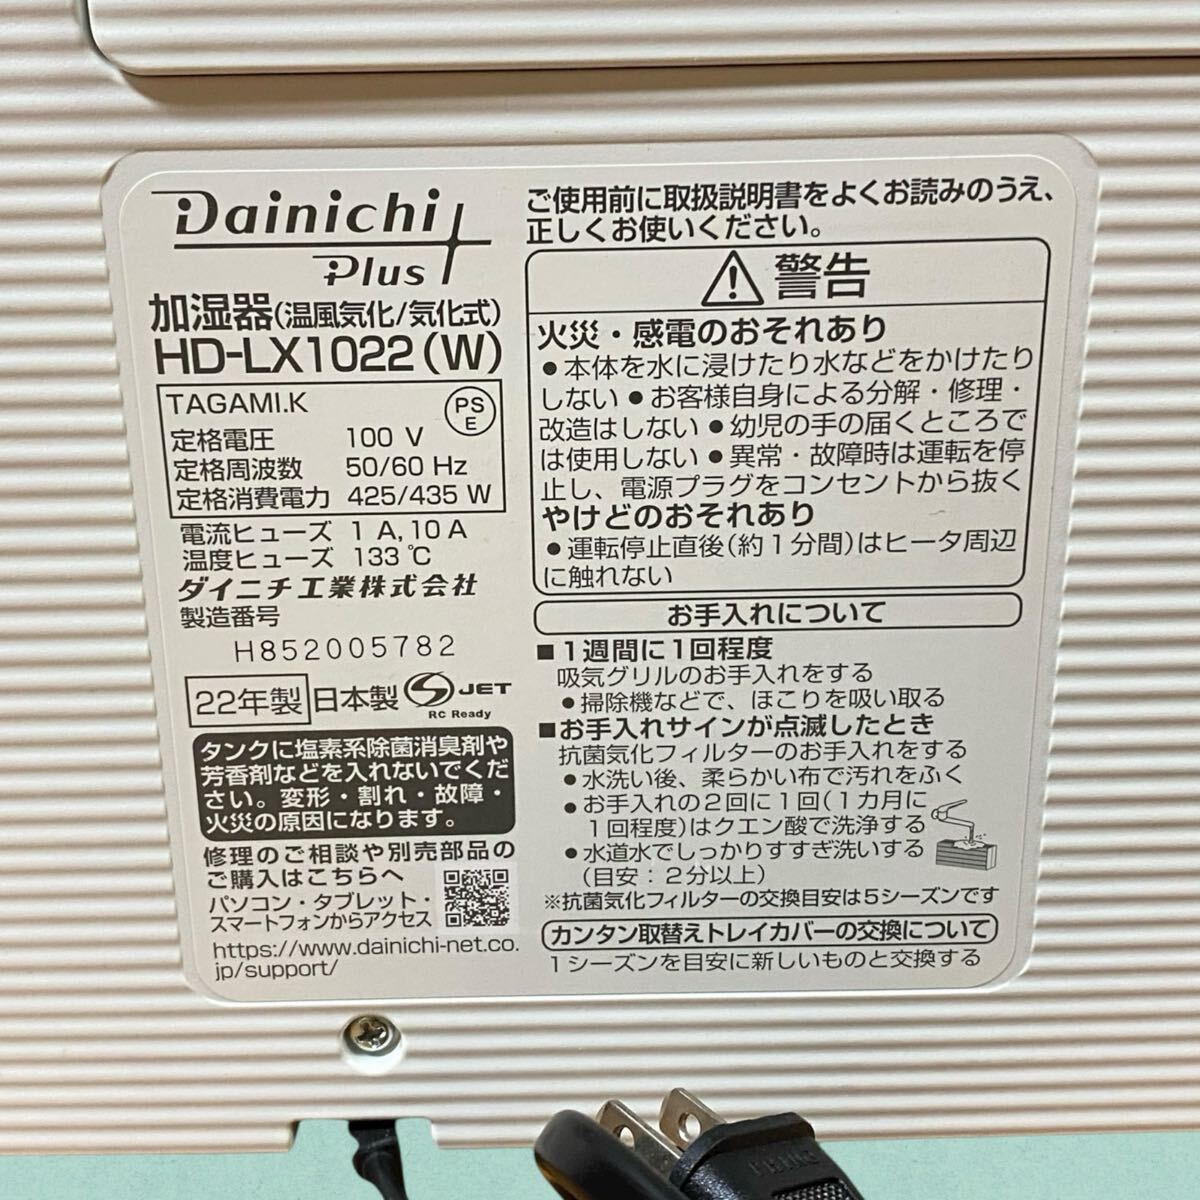 Dainichi
Plus
加湿器(温風気化/気化式)
HD-LX1022(W)
TAGAMI.K
PS
E
定格電圧 100 V
定格周波数 50/60 Hz
定格消費電力 425/435 W
電流ヒューズ 1 A, 10 A
温度ヒューズ 133 ℃
ダイニチ工業株式会社
製造番号
H852005782
22年製 日本製 S JET
RC Ready
タンクに塩素系除菌消臭剤や
芳香剤などを入れないでくだ
さい。変形・割れ・故障・
火災の原因になります。
修理のご相談や別売部品の
ご購入はこちらへ
パソコン・タブレット・
スマートフォンからアクセス
https://www.dainichi-net.co.
jp/support/
ご使用前に取扱説明書をよくお読みのうえ、
正しくお使いください。
警告
火災・感電のおそれあり
●本体を水に浸けたり水などをかけたり
しない●お客様自身による分解・修理・
改造はしない●幼児の手の届くところで
は使用しない●異常・故障時は運転を停
止し、電源プラグをコンセントから抜く
やけどのおそれあり
●運転停止直後(約1分間)はヒータ周辺
に触れない
お手入れについて
■1週間に1回程度
吸気グリルのお手入れをする
●掃除機などで、ほこりを吸い取る
■お手入れサインが点滅したとき
抗菌気化フィルターのお手入れをする
●水洗い後、柔らかい布で汚れをふく
●お手入れの2回に1回(1カ月に
1回程度)はクエン酸で洗浄する
●水道水でしっかりすすぎ洗いする
(目安：2分以上)
※抗菌気化フィルターの交換目安は5シーズンです
カンタン取替えトレイカバーの交換について
1シーズンを目安に新しいものと交換する